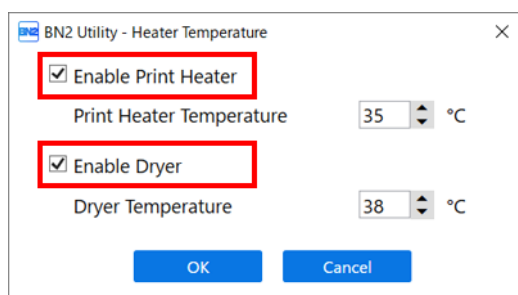 BN2 BN2 Utility - Heater Temperature
Enable Print Heater
Print Heater Temperature 35 °C
Enable Dryer
Dryer Temperature 38 °C
OK Cancel